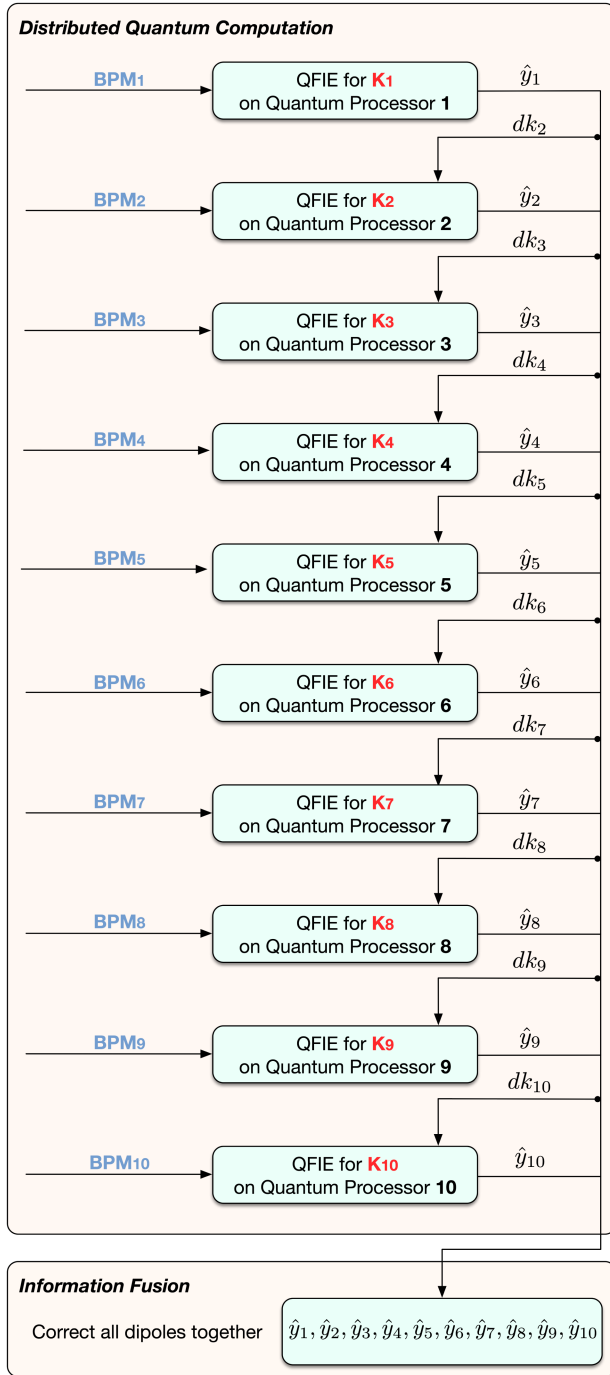 Distributed Quantum Computation
BPM1
QFIE for K1
on Quantum Processor 1
ŷ₁
dk₂
BPM2
QFIE for K2
on Quantum Processor 2
ŷ₂
dk₃
BPM3
QFIE for K3
on Quantum Processor 3
ŷ₃
dk₄
BPM4
QFIE for K4
on Quantum Processor 4
ŷ₄
dk₅
BPM5
QFIE for K5
on Quantum Processor 5
ŷ₅
dk₆
BPM6
QFIE for K6
on Quantum Processor 6
ŷ₆
dk₇
BPM7
QFIE for K7
on Quantum Processor 7
ŷ₇
dk₈
BPM8
QFIE for K8
on Quantum Processor 8
ŷ₈
dk₉
BPM9
QFIE for K9
on Quantum Processor 9
ŷ₉
dk₁₀
BPM10
QFIE for K10
on Quantum Processor 10
ŷ₁₀
Information Fusion
Correct all dipoles together
ŷ₁, ŷ₂, ŷ₃, ŷ₄, ŷ₅, ŷ₆, ŷ₇, ŷ₈, ŷ₉, ŷ₁₀